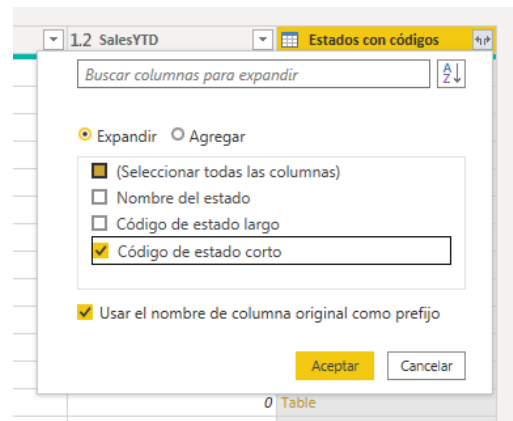 1.2 SalesYTD Estados con códigos
Buscar columnas para expandir
A Z
Expandir Agregar
(Seleccionar todas las columnas)
Nombre del estado
Código de estado largo
Código de estado corto
Usar el nombre de columna original como prefijo
Aceptar Cancelar
0 Table